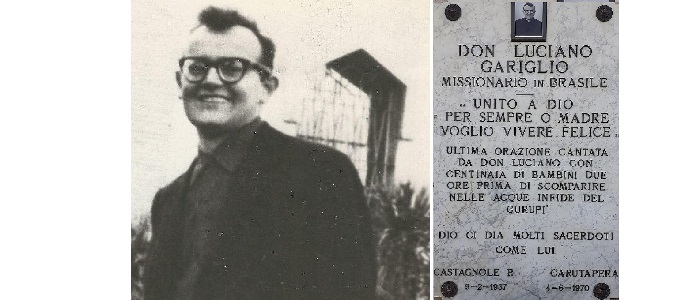 DON LUCIANO
GARIGLIO
MISSIONARIO IN BRASILE
„ UNITO A DIO
PER SEMPRE O MADRE
VOGLIO VIVERE FELICE „
ULTIMA ORAZIONE CANTATA
DA DON LUCIANO CON
CENTINAIA DI BAMBINI DUE
ORE PRIMA DI SCOMPARIRE
NELLE ACQUE INFIDE DEL
GURUPI'
DIO CI DIA MOLTI SACERDOTI
COME LUI
CASTAGNOLE P. CARUTAPERA
9-2-1937 4-6-1970